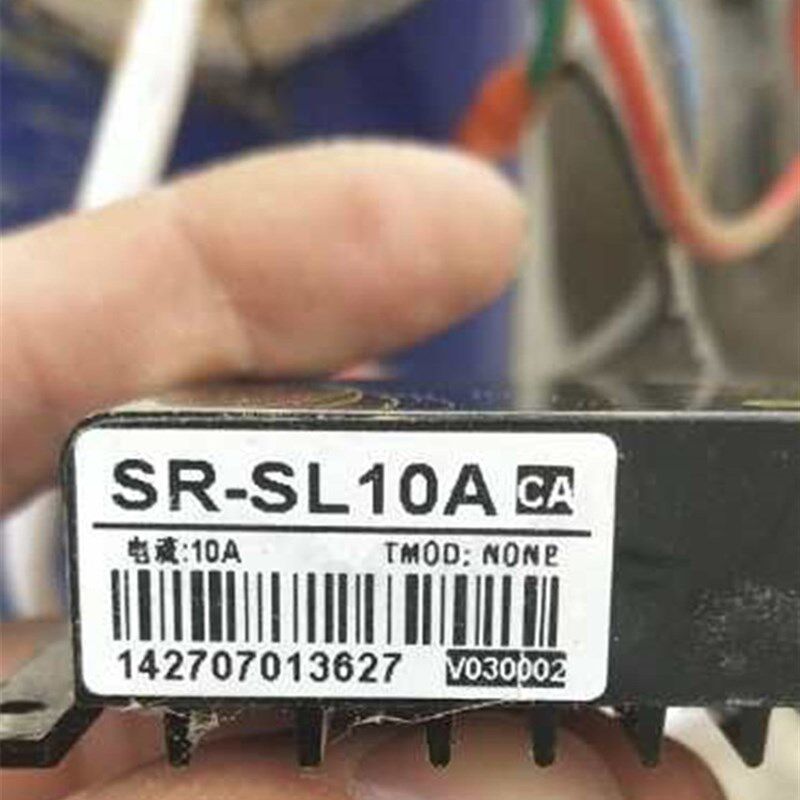 SR-SL10A CA
电流:10A TMOD: NONE
142707013627 V030002